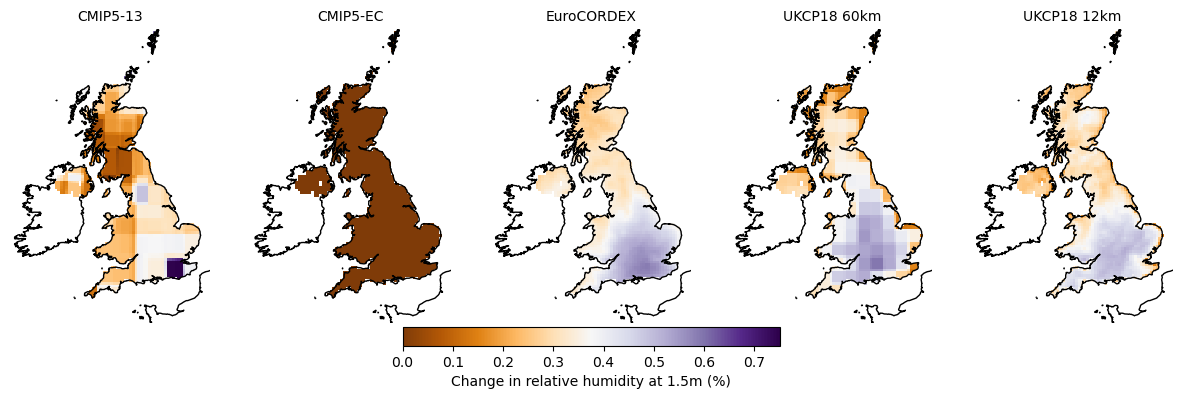 CMIP5-13 CMIP5-EC EuroCORDEX UKCP18 60km UKCP18 12km
0.0 0.1 0.2 0.3 0.4 0.5 0.6 0.7
Change in relative humidity at 1.5m (%)